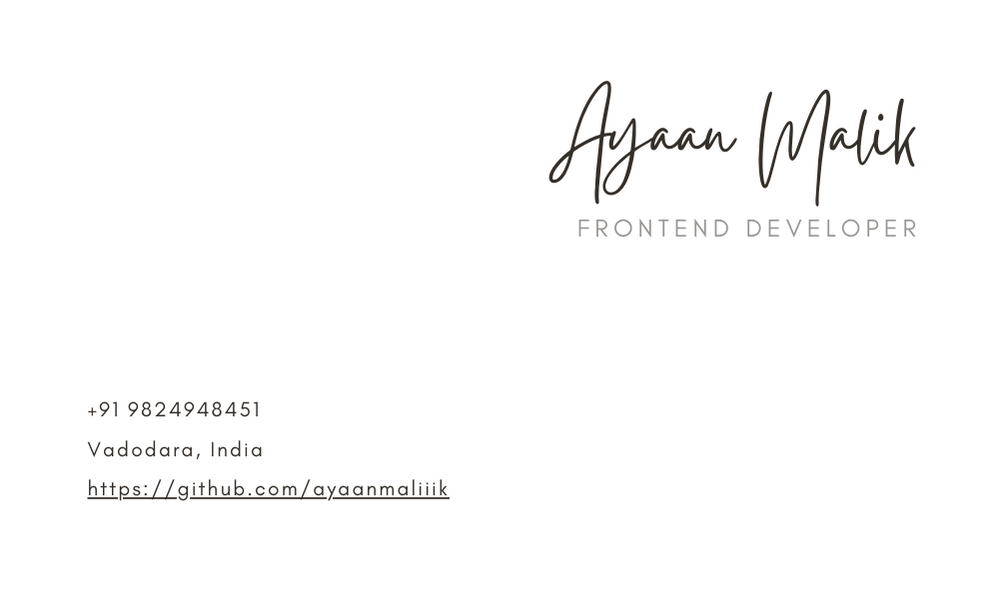 Ayaan Malik
FRONTEND DEVELOPER
+91 9824948451
Vadodara, India
https://github.com/ayaanmaliiik